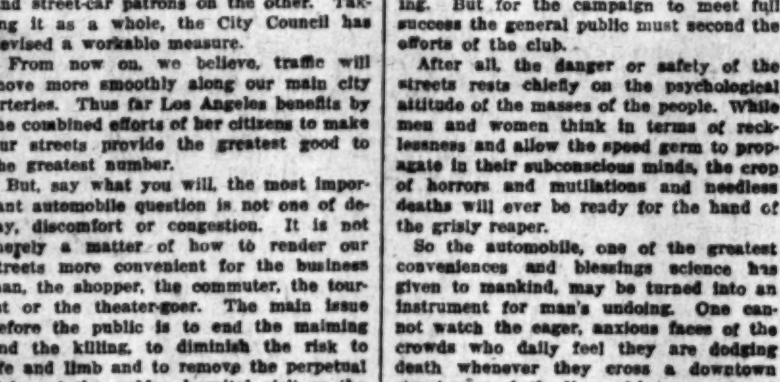 nd street-car patrons on the other. Tak-
ng it as a whole, the City Council has
evised a workable measure.
From now on, we believe, traffic will
ove more smoothly along our main city
rteries. Thus far Los Angeles benefits by
he combined efforts of her citizens to make
ur streets provide the greatest good to
he greatest number.
But, say what you will, the most impor-
ant automobile question is not one of de-
ay, discomfort or congestion. It is not
merely a matter of how to render our
treets more convenient for the business
an, the shopper, the commuter, the tour-
st or the theater-goer. The main issue
efore the public is to end the maiming
nd the killing, to diminish the risk to
fe and limb and to remove the perpetual
ing. But for the campaign to meet full
success the general public must second the
efforts of the club.
After all, the danger or safety of the
streets rests chiefly on the psychological
attitude of the masses of the people. While
men and women think in terms of reck-
lessness and allow the speed germ to prop-
agate in their subconscious minds, the crop
of horrors and mutilations and needless
deaths will ever be ready for the hand of
the grisly reaper.
So the automobile, one of the greatest
conveniences and blessings science has
given to mankind, may be turned into an
instrument for man's undoing. One can-
not watch the eager, anxious faces of the
crowds who daily feel they are dodging
death whenever they cross a downtown